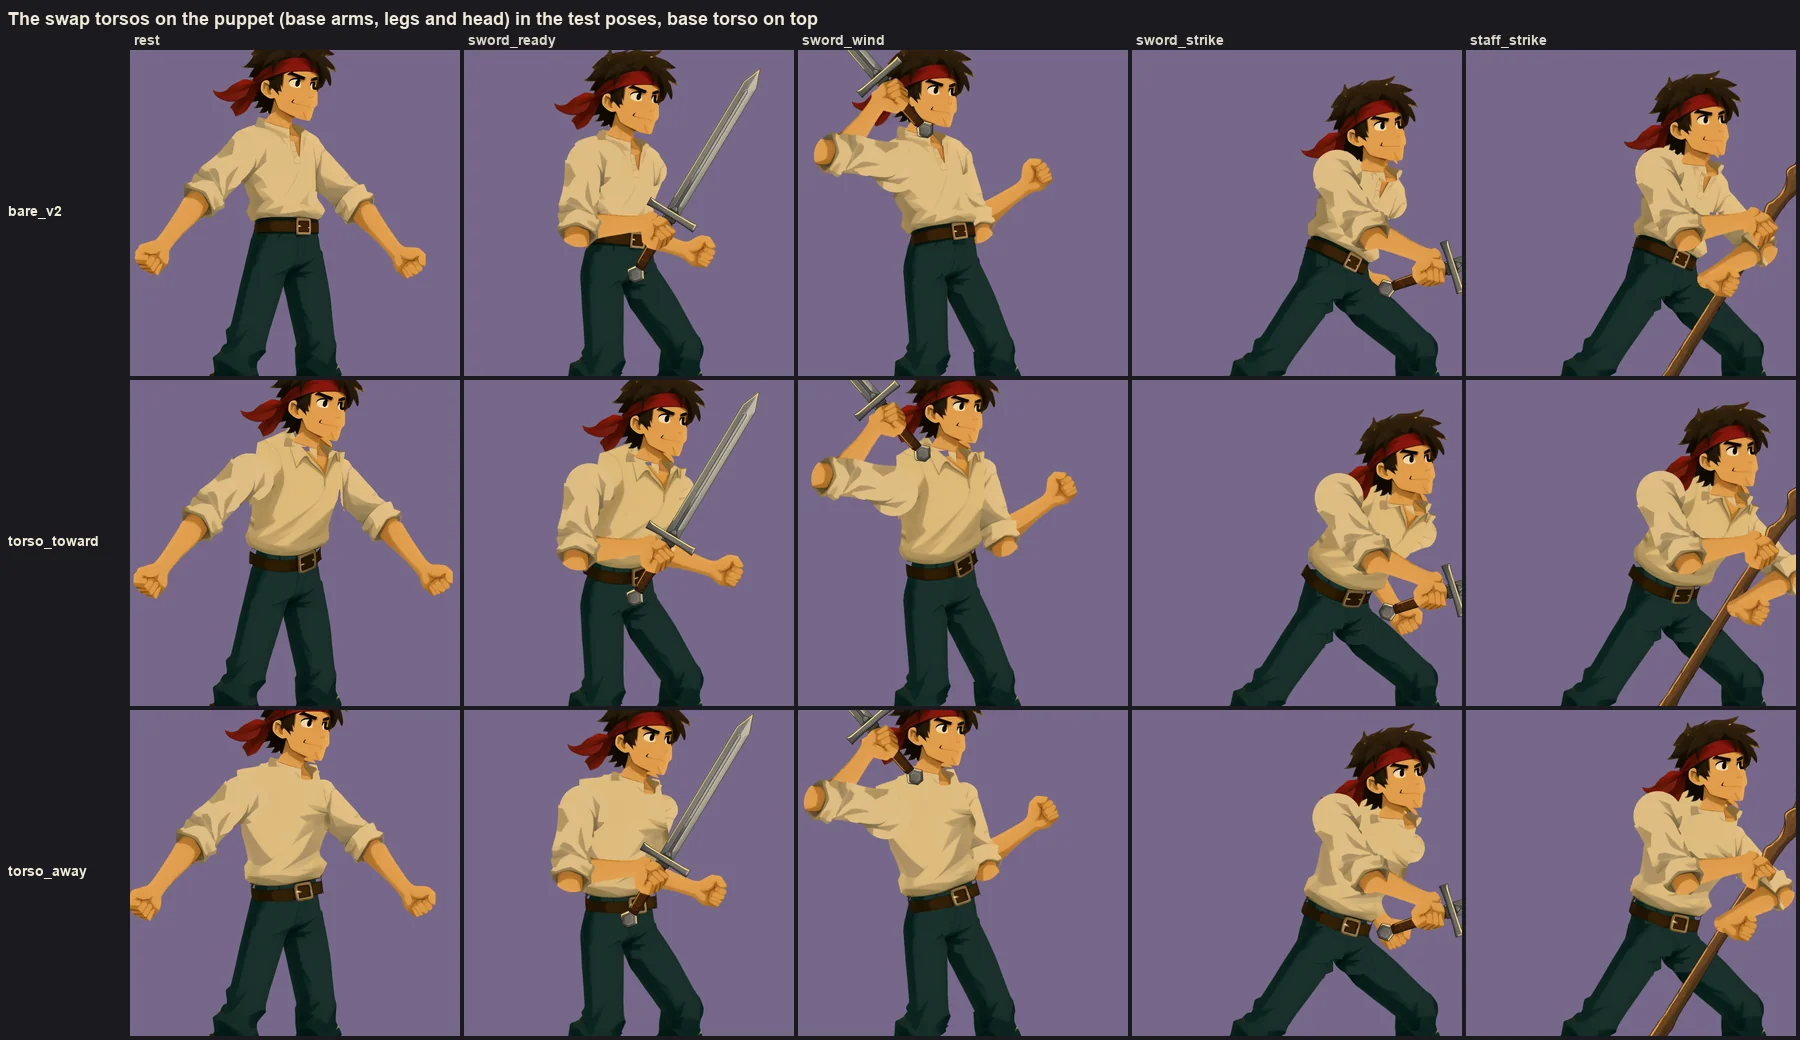 The swap torsos on the puppet (base arms, legs and head) in the test poses, base torso on top
rest sword_ready sword_wind sword_strike staff_strike
bare_v2
torso_toward
torso_away